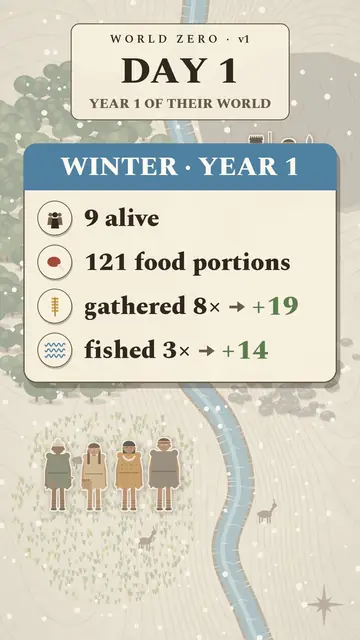 WORLD ZERO · v1
DAY 1
YEAR 1 OF THEIR WORLD
WINTER · YEAR 1
9 alive
121 food portions
gathered 8× → +19
fished 3× → +14